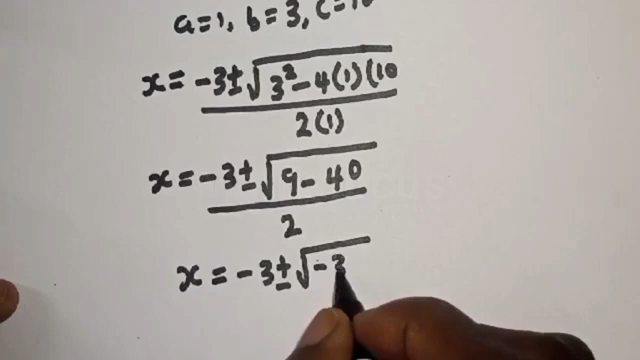 a=1, b=3, c=10
x = -3±√3²-4(1)(10
2(1)
x = -3±√9-40
2
x = -3±√-3